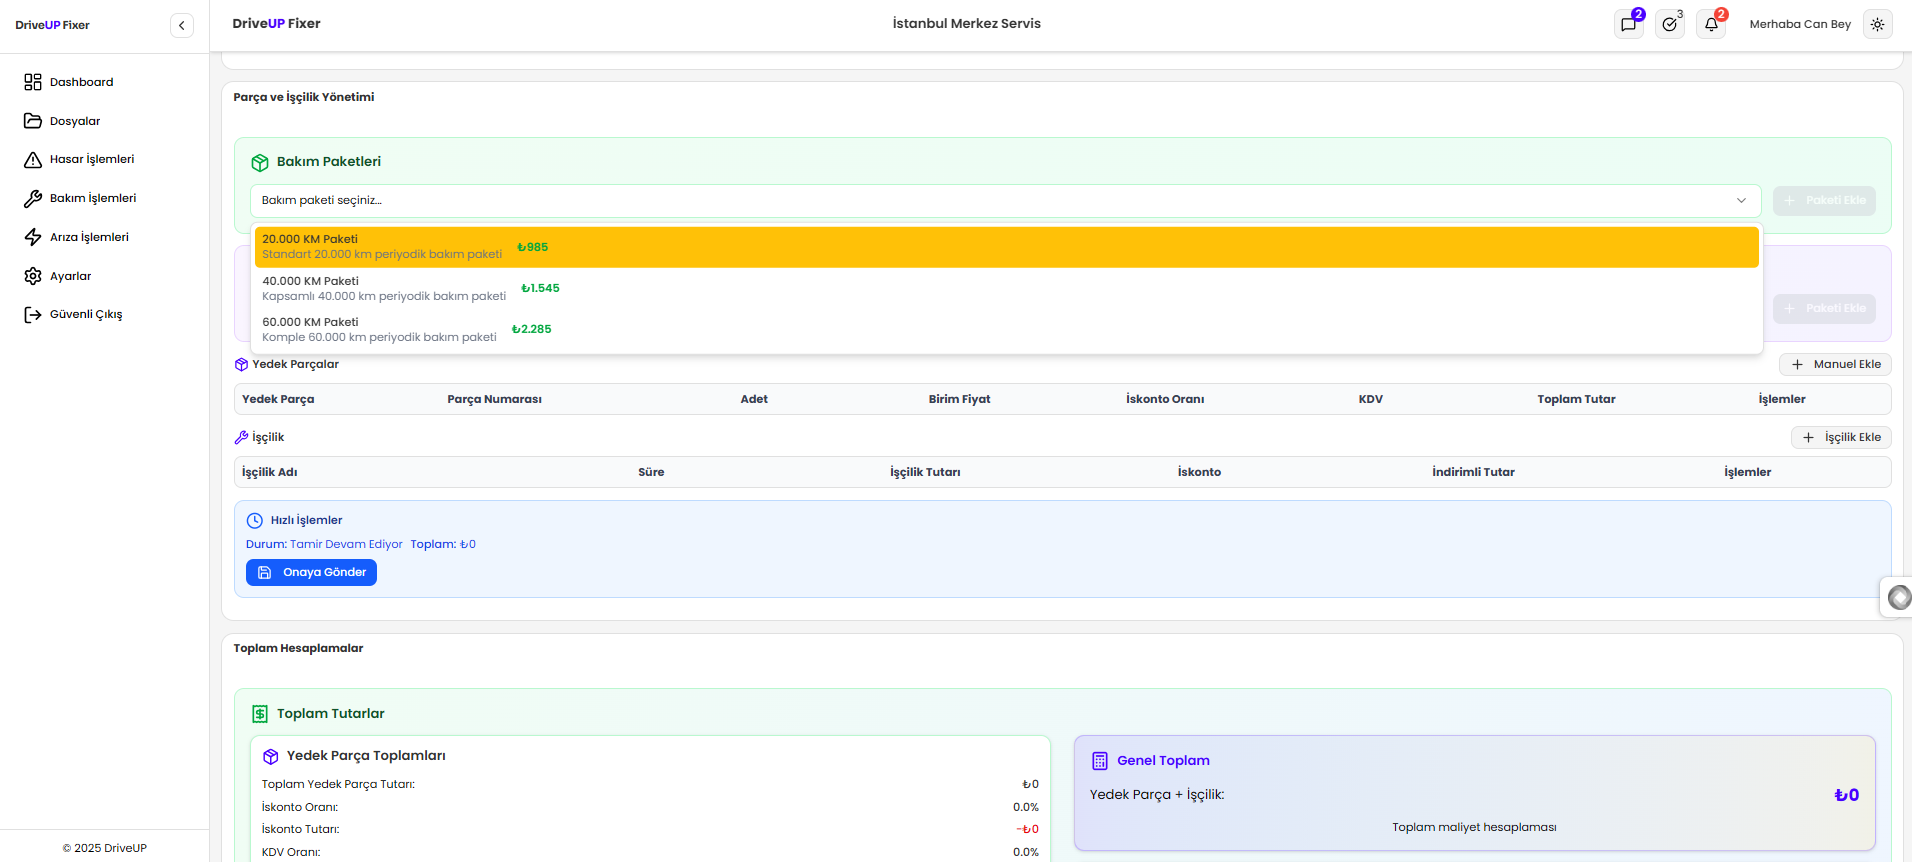 DriveUP Fixer
Dashboard
Dosyalar
Hasar İşlemleri
Bakım İşlemleri
Arıza İşlemleri
Ayarlar
Güvenli Çıkış
© 2025 DriveUP
DriveUP Fixer
İstanbul Merkez Servis
2
3
2
Merhaba Can Bey
Parça ve İşçilik Yönetimi
Bakım Paketleri
Bakım paketi seçiniz...
Paketi Ekle
20.000 KM Paketi
Standart 20.000 km periyodik bakım paketi
₺985
40.000 KM Paketi
Kapsamlı 40.000 km periyodik bakım paketi
₺1.545
60.000 KM Paketi
Komple 60.000 km periyodik bakım paketi
₺2.285
Paketi Ekle
Yedek Parçalar
Manuel Ekle
Yedek Parça Parça Numarası Adet Birim Fiyat İskonto Oranı KDV Toplam Tutar İşlemler
İşçilik
İşçilik Ekle
İşçilik Adı Süre İşçilik Tutarı İskonto İndirimli Tutar İşlemler
Hızlı İşlemler
Durum: Tamir Devam Ediyor Toplam: ₺0
Onaya Gönder
Toplam Hesaplamalar
Toplam Tutarlar
Yedek Parça Toplamları
Toplam Yedek Parça Tutarı: ₺0
İskonto Oranı: 0.0%
İskonto Tutarı: -₺0
KDV Oranı: 0.0%
Genel Toplam
Yedek Parça + İşçilik: ₺0
Toplam maliyet hesaplaması